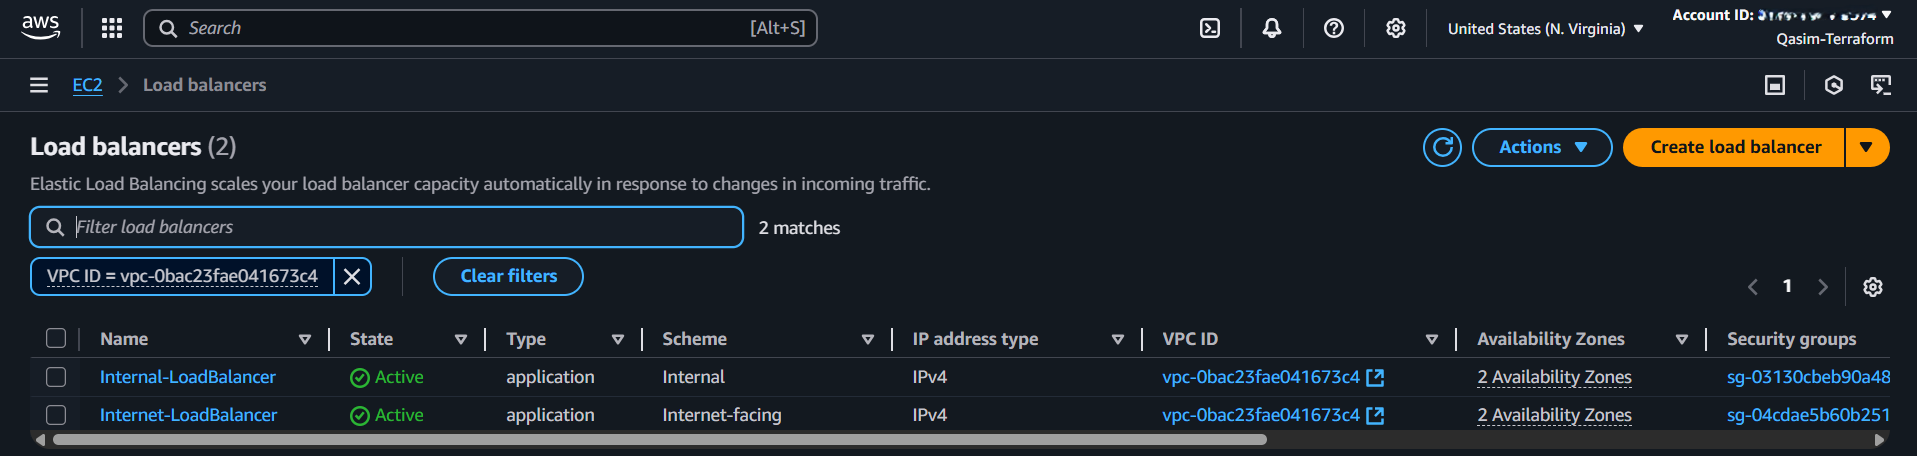 aws
Search [Alt+S]
United States (N. Virginia)
Account ID:
Qasim-Terraform
EC2 Load balancers
Load balancers (2)
Actions
Create load balancer
Elastic Load Balancing scales your load balancer capacity automatically in response to changes in incoming traffic.
Filter load balancers
2 matches
VPC ID = vpc-0bac23fae041673c4
Clear filters
1
Name State Type Scheme IP address type VPC ID Availability Zones Security groups
Internal-LoadBalancer Active application Internal IPv4 vpc-0bac23fae041673c4 2 Availability Zones sg-03130cbeb90a48
Internet-LoadBalancer Active application Internet-facing IPv4 vpc-0bac23fae041673c4 2 Availability Zones sg-04cdae5b60b251